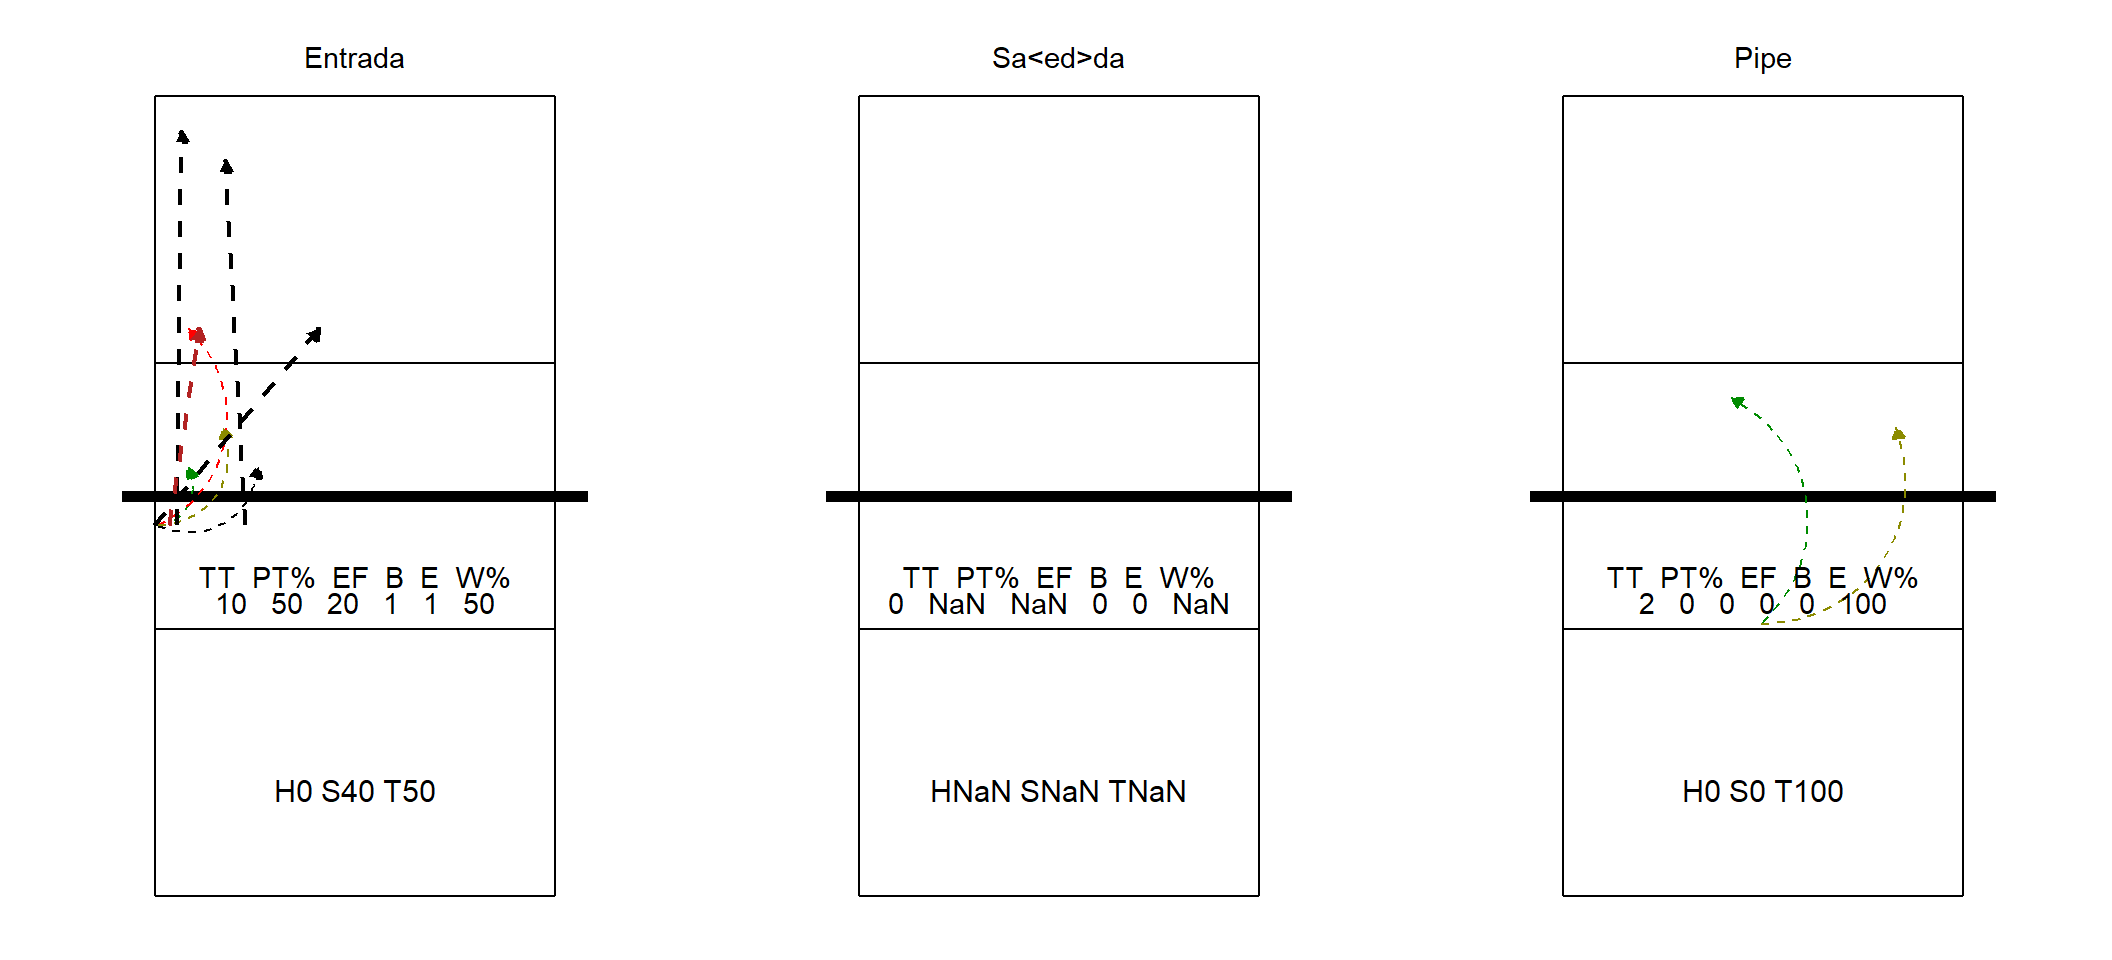 Entrada
TT PT% EF B E W%
10 50 20 1 1 50
H0 S40 T50
Sa<ed>da
TT PT% EF B E W%
0 NaN NaN 0 0 NaN
HNaN SNaN TNaN
Pipe
TT PT% EF B E W%
2 0 0 0 0 100
H0 S0 T100